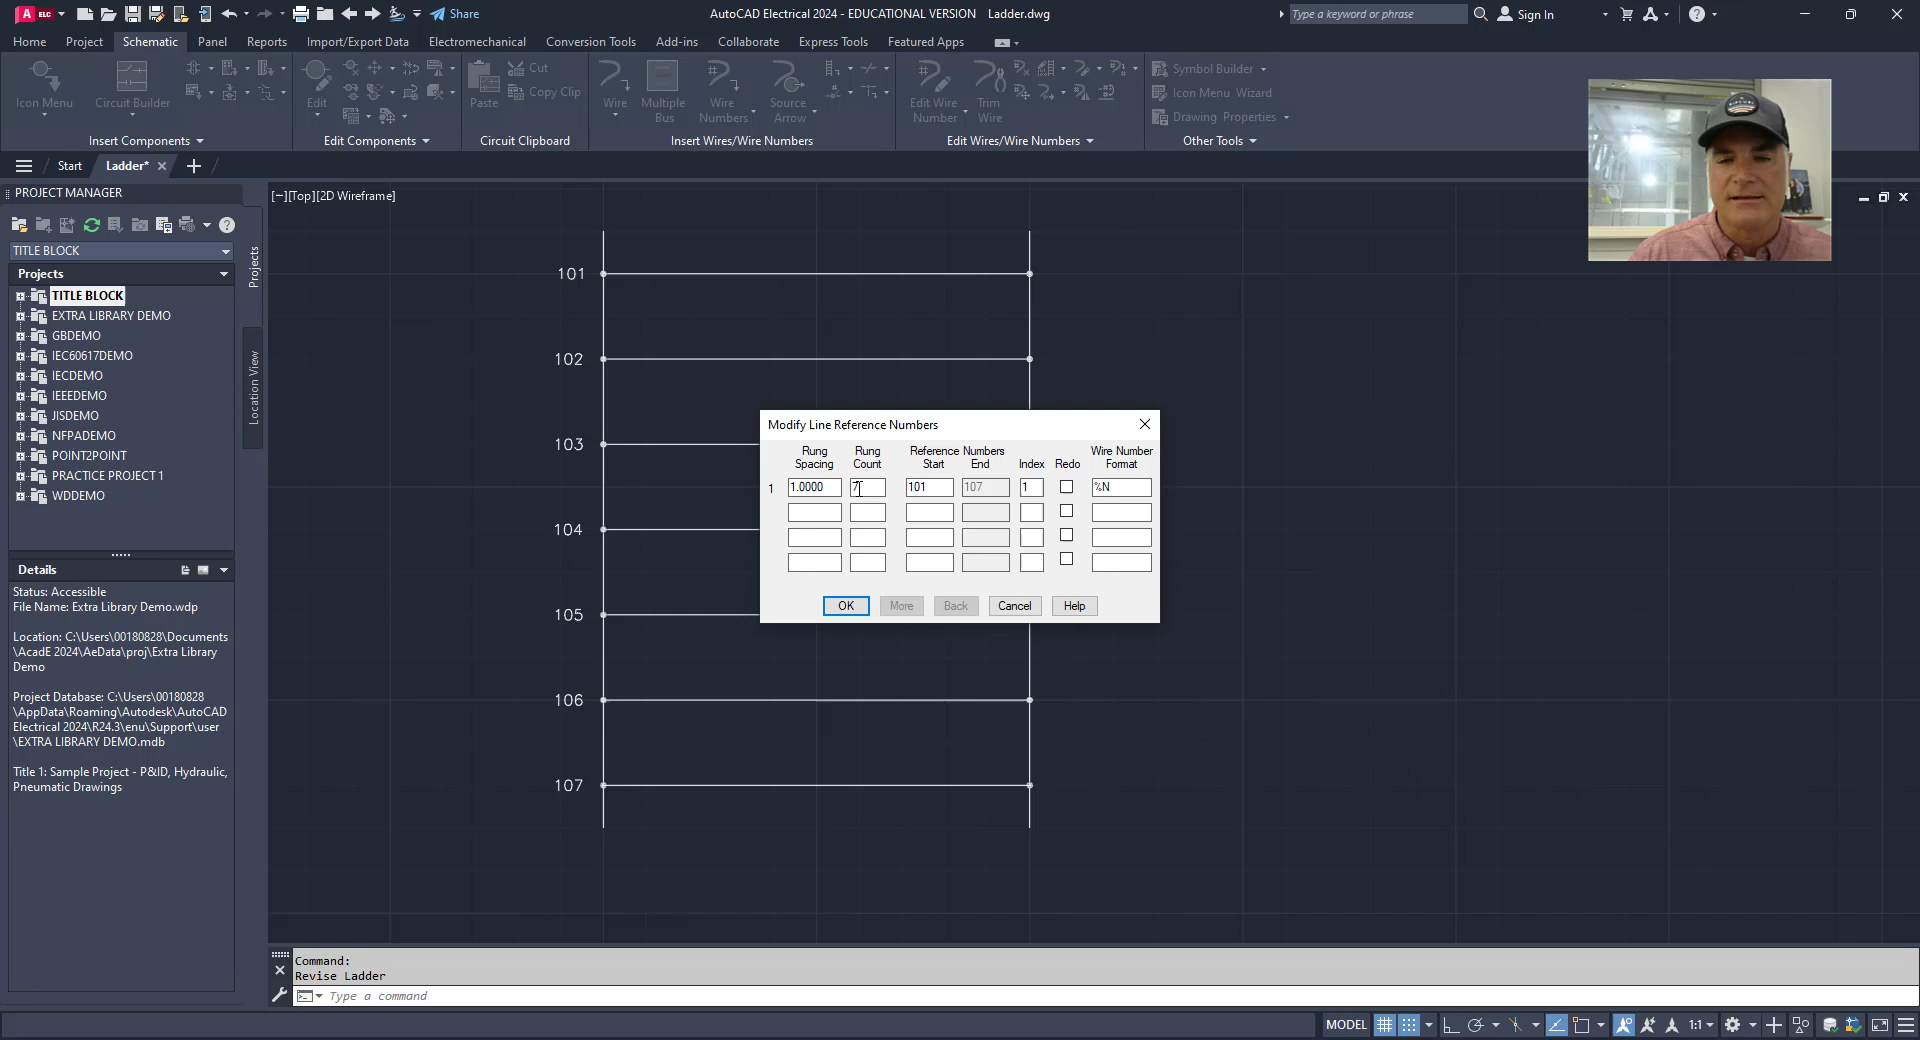 A ELC
Share
AutoCAD Electrical 2024 - EDUCATIONAL VERSION Ladder.dwg
Type a keyword or phrase
Sign In
Home Project Schematic Panel Reports Import/Export Data Electromechanical Conversion Tools Add-ins Collaborate Express Tools Featured Apps
Icon Menu
Circuit Builder
Insert Components
Edit
Edit Components
Paste
Cut
Copy Clip
Circuit Clipboard
Wire
Multiple
Bus
Wire
Numbers
Source
Arrow
Insert Wires/Wire Numbers
Edit Wire
Number
Trim
Wire
Edit Wires/Wire Numbers
Symbol Builder
Icon Menu Wizard
Drawing Properties
Other Tools
Start
Ladder*
PROJECT MANAGER
TITLE BLOCK
Projects
TITLE BLOCK
EXTRA LIBRARY DEMO
GBDEMO
IEC60617DEMO
IECDEMO
IEEEDEMO
JISDEMO
NFPADEMO
POINT2POINT
PRACTICE PROJECT 1
WDDEMO
Projects
Location View
Details
Status: Accessible
File Name: Extra Library Demo.wdp
Location: C:\Users\00180828\Documents
\AcadE 2024\AeData\proj\Extra Library
Demo
Project Database: C:\Users\00180828
\AppData\Roaming\Autodesk\AutoCAD
Electrical 2024\R24.3\enu\Support\user
\EXTRA LIBRARY DEMO.mdb
Title 1: Sample Project - P&ID, Hydraulic,
Pneumatic Drawings
[−][Top][2D Wireframe]
101
102
103
104
105
106
107
Modify Line Reference Numbers
Rung
Spacing
Rung
Count
Reference Numbers
Start End
Index
Redo
Wire Number
Format
1 1.0000 7 101 107 1 %N
OK More Back Cancel Help
Command:
Revise Ladder
Type a command
MODEL
1:1